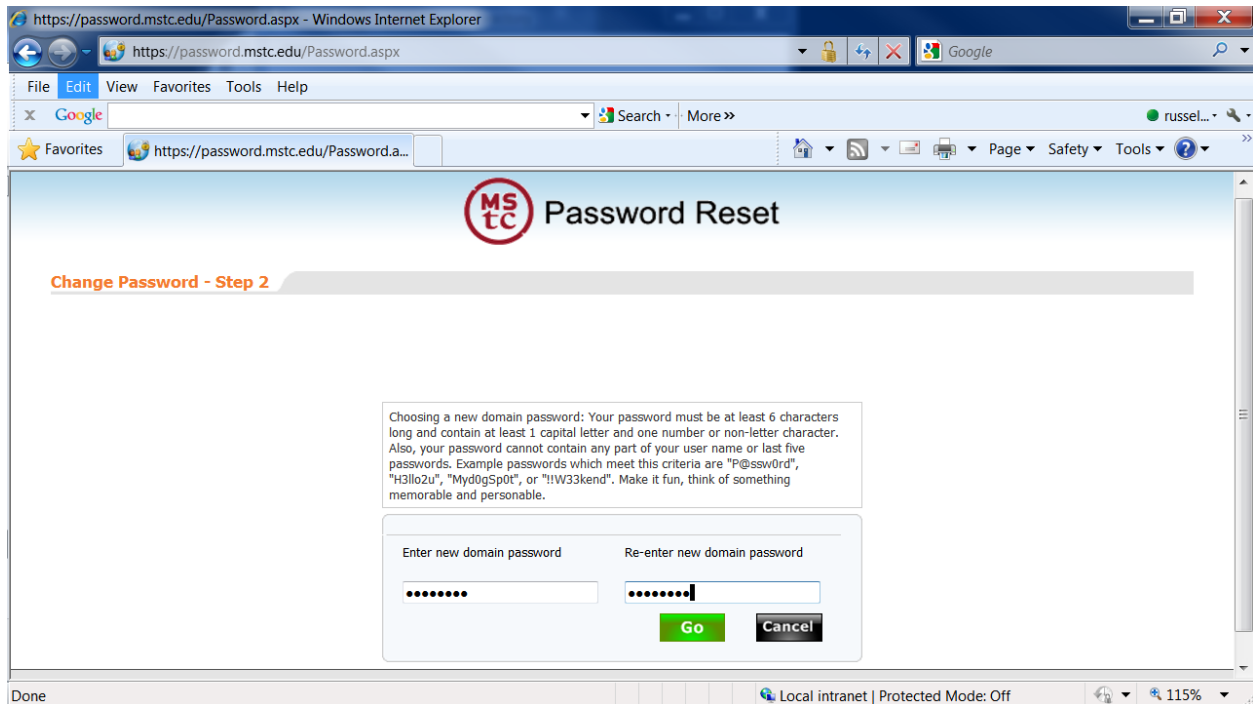 https://password.mstc.edu/Password.aspx - Windows Internet Explorer
https://password.mstc.edu/Password.aspx
Google
File Edit View Favorites Tools Help
x Google Search More >> russel...
Favorites https://password.mstc.edu/Password.a... Page Safety Tools
MSTC Password Reset
Change Password - Step 2
Choosing a new domain password: Your password must be at least 6 characters
long and contain at least 1 capital letter and one number or non-letter character.
Also, your password cannot contain any part of your user name or last five
passwords. Example passwords which meet this criteria are "P@ssw0rd",
"H3llo2u", "Myd0gSp0t", or "!!W33kend". Make it fun, think of something
memorable and personable.
Enter new domain password Re-enter new domain password
•••••••• ••••••••
Go Cancel
Done Local intranet | Protected Mode: Off 115%